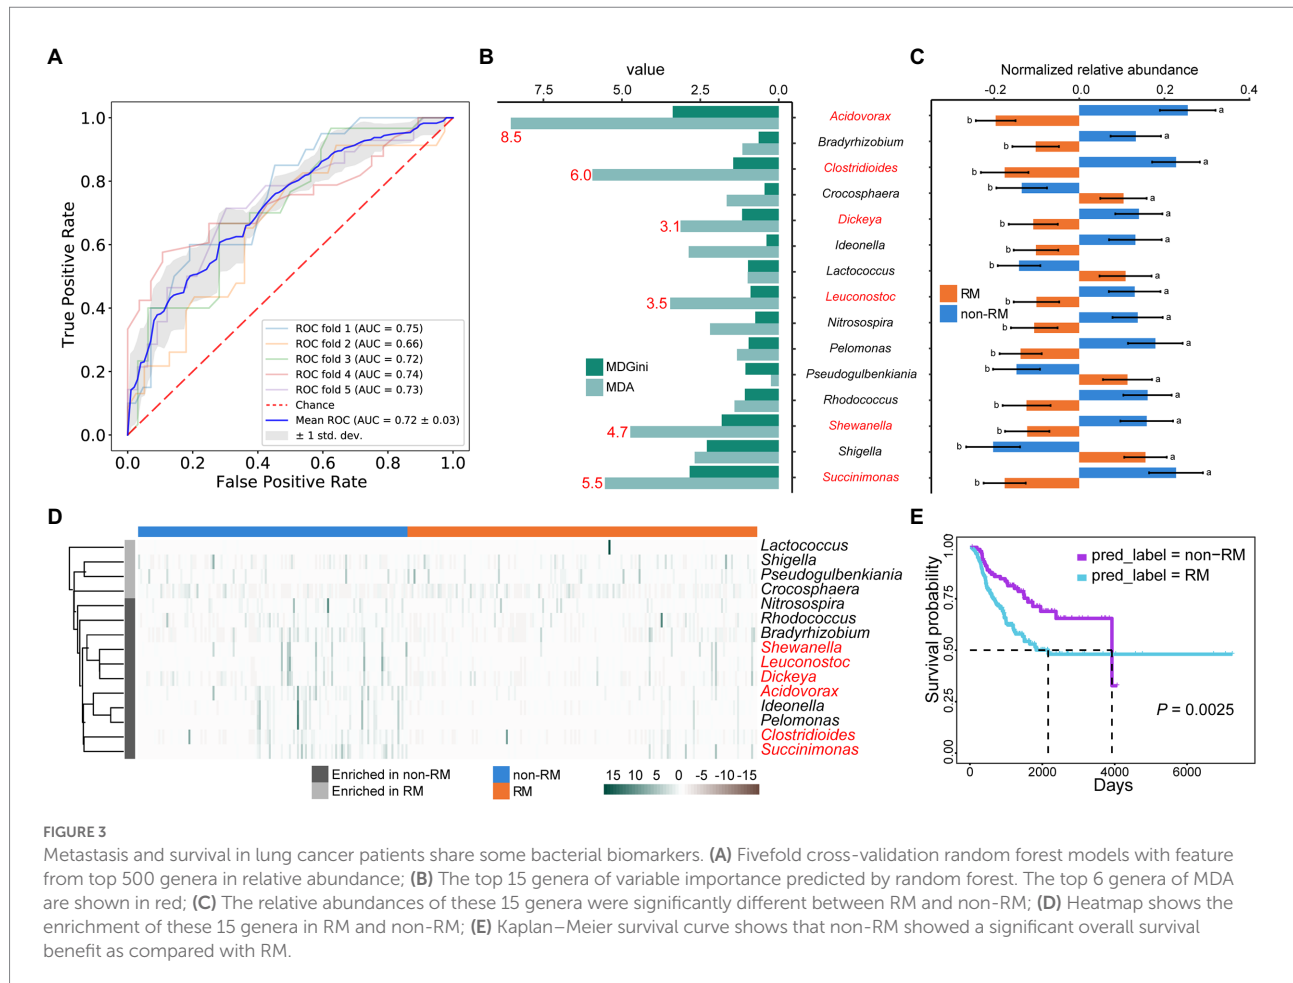 A
True Positive Rate
1.0
0.8
0.6
0.4
0.2
0.0
0.0
0.2
0.4
0.6
0.8
1.0
False Positive Rate
ROC fold 1 (AUC = 0.75)
ROC fold 2 (AUC = 0.66)
ROC fold 3 (AUC = 0.72)
ROC fold 4 (AUC = 0.74)
ROC fold 5 (AUC = 0.73)
Chance
Mean ROC (AUC = 0.72 ± 0.03)
± 1 std. dev.
B
value
7.5
5.0
2.5
0.0
8.5
6.0
3.1
3.5
4.7
5.5
MDGini
MDA
Acidovorax
Bradyrhizobium
Clostridioides
Crocosphaera
Dickeya
Ideonella
Lactococcus
Leuconostoc
Nitrosospira
Pelomonas
Pseudogulbenkiania
Rhodococcus
Shewanella
Shigella
Succinimonas
C
Normalized relative abundance
-0.2
0.0
0.2
0.4
a
b
a
b
a
b
b
a
a
b
a
b
b
a
a
b
a
b
a
b
b
a
a
b
a
b
b
a
a
b
RM
non-RM
D
Lactococcus
Shigella
Pseudogulbenkiania
Crocosphaera
Nitrosospira
Rhodococcus
Bradyrhizobium
Shewanella
Leuconostoc
Dickeya
Acidovorax
Ideonella
Pelomonas
Clostridioides
Succinimonas
Enriched in non-RM
Enriched in RM
non-RM
RM
15 10 5 0 -5 -10 -15
E
Survival probability
1.00
0.75
0.50
0.25
0.00
pred_label = non−RM
pred_label = RM
P = 0.0025
0
2000
4000
6000
Days
FIGURE 3
Metastasis and survival in lung cancer patients share some bacterial biomarkers. (A) Fivefold cross-validation random forest models with feature
from top 500 genera in relative abundance; (B) The top 15 genera of variable importance predicted by random forest. The top 6 genera of MDA
are shown in red; (C) The relative abundances of these 15 genera were significantly different between RM and non-RM; (D) Heatmap shows the
enrichment of these 15 genera in RM and non-RM; (E) Kaplan–Meier survival curve shows that non-RM showed a significant overall survival
benefit as compared with RM.